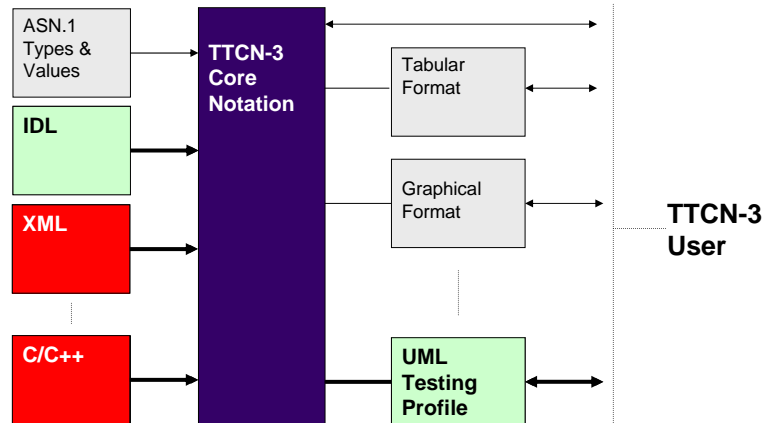 ASN.1
Types &
Values
IDL
XML
C/C++
TTCN-3
Core
Notation
Tabular
Format
Graphical
Format
UML
Testing
Profile
TTCN-3
User